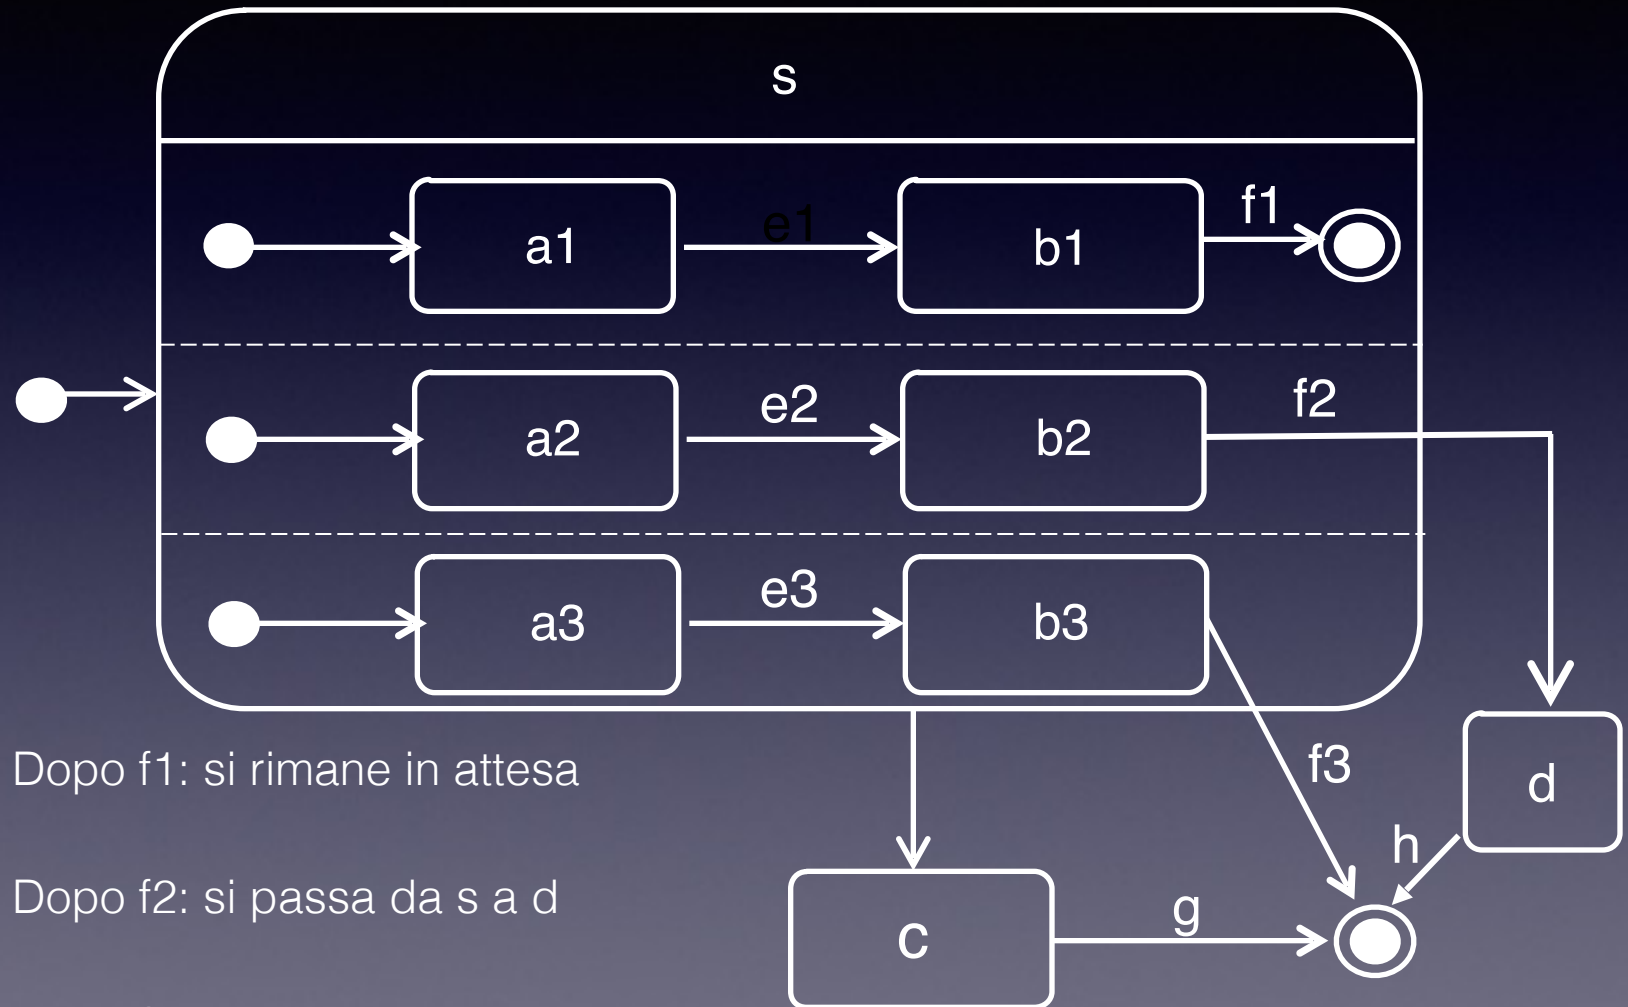 s
a1
e1
b1
f1
a2
e2
b2
f2
a3
e3
b3
f3
d
h
c
g
Dopo f1: si rimane in attesa
Dopo f2: si passa da s a d